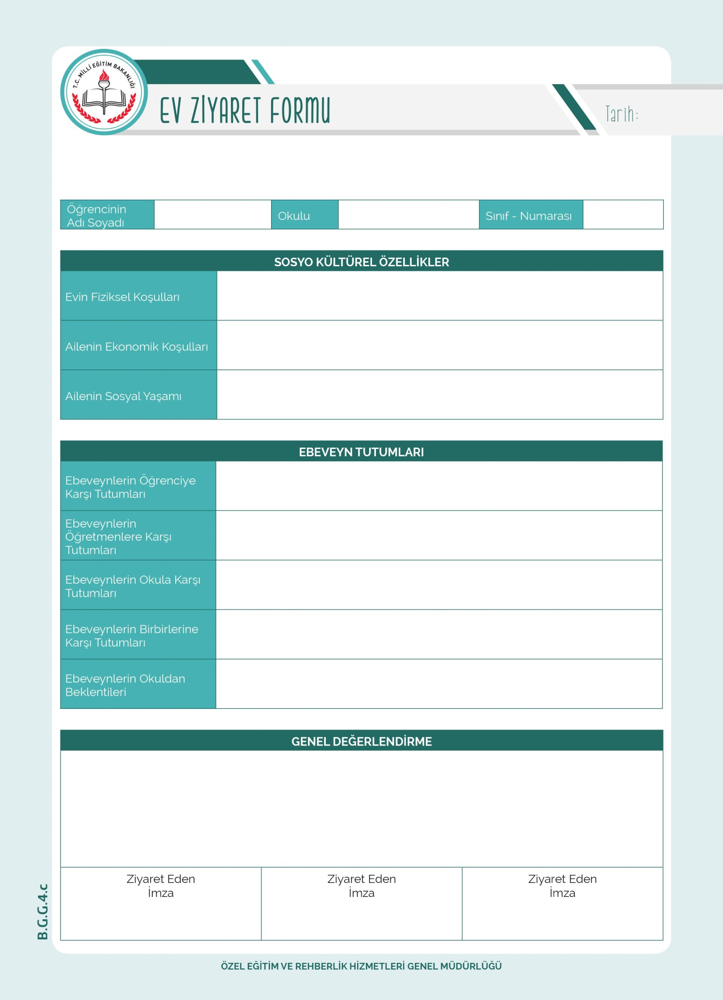 T.C. MİLLÎ EĞİTİM BAKANLIĞI
EV ZİYARET FORMU
Tarih:
Öğrencinin
Adı Soyadı
Okulu
Sınıf - Numarası
SOSYO KÜLTÜREL ÖZELLİKLER
Evin Fiziksel Koşulları
Ailenin Ekonomik Koşulları
Ailenin Sosyal Yaşamı
EBEVEYN TUTUMLARI
Ebeveynlerin Öğrenciye
Karşı Tutumları
Ebeveynlerin
Öğretmenlere Karşı
Tutumları
Ebeveynlerin Okula Karşı
Tutumları
Ebeveynlerin Birbirlerine
Karşı Tutumları
Ebeveynlerin Okuldan
Beklentileri
GENEL DEĞERLENDİRME
Ziyaret Eden
İmza
Ziyaret Eden
İmza
Ziyaret Eden
İmza
B.G.G.4.c
ÖZEL EĞİTİM VE REHBERLİK HİZMETLERİ GENEL MÜDÜRLÜĞÜ